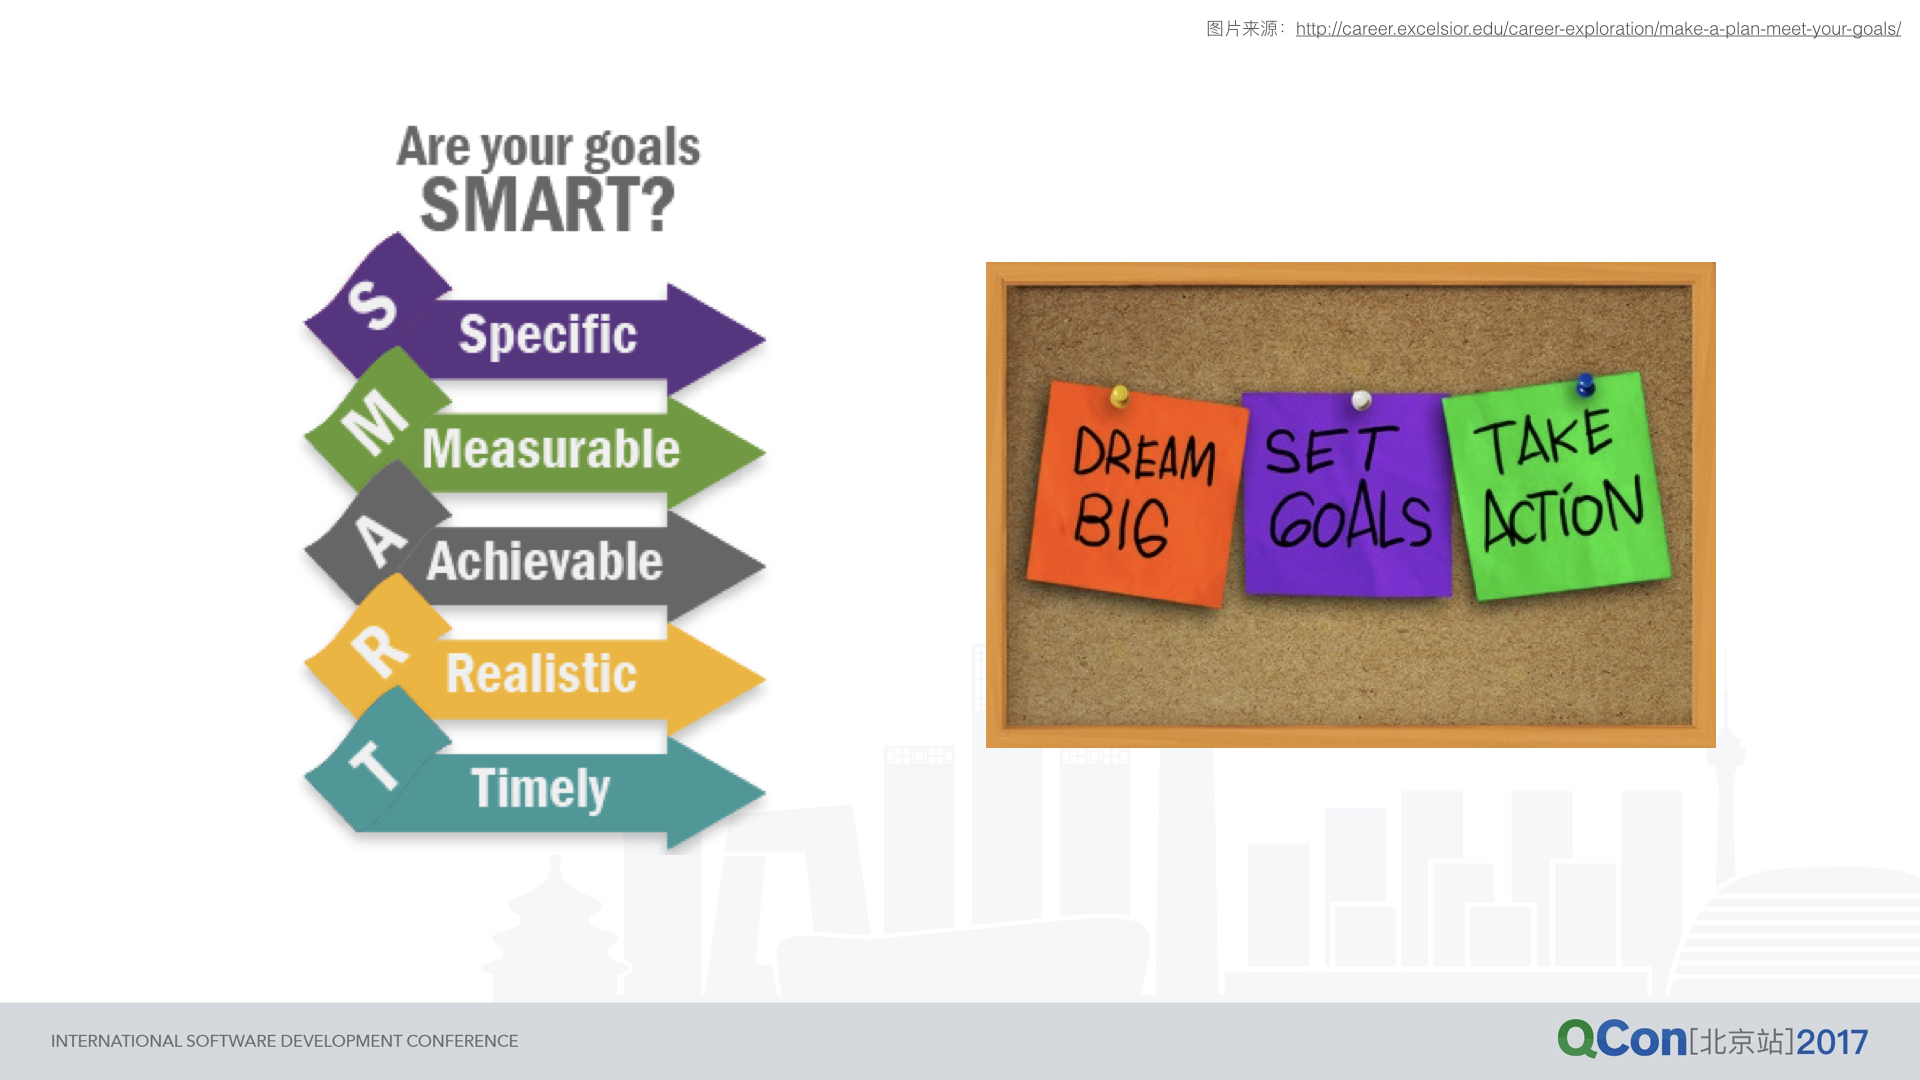 图片来源：http://career.excelsior.edu/career-exploration/make-a-plan-meet-your-goals/
Are your goals
SMART?
S Specific
M Measurable
A Achievable
R Realistic
T Timely
DREAM
BIG
SET
GOALS
TAKE
ACTION
INTERNATIONAL SOFTWARE DEVELOPMENT CONFERENCE
QCon[北京站]2017